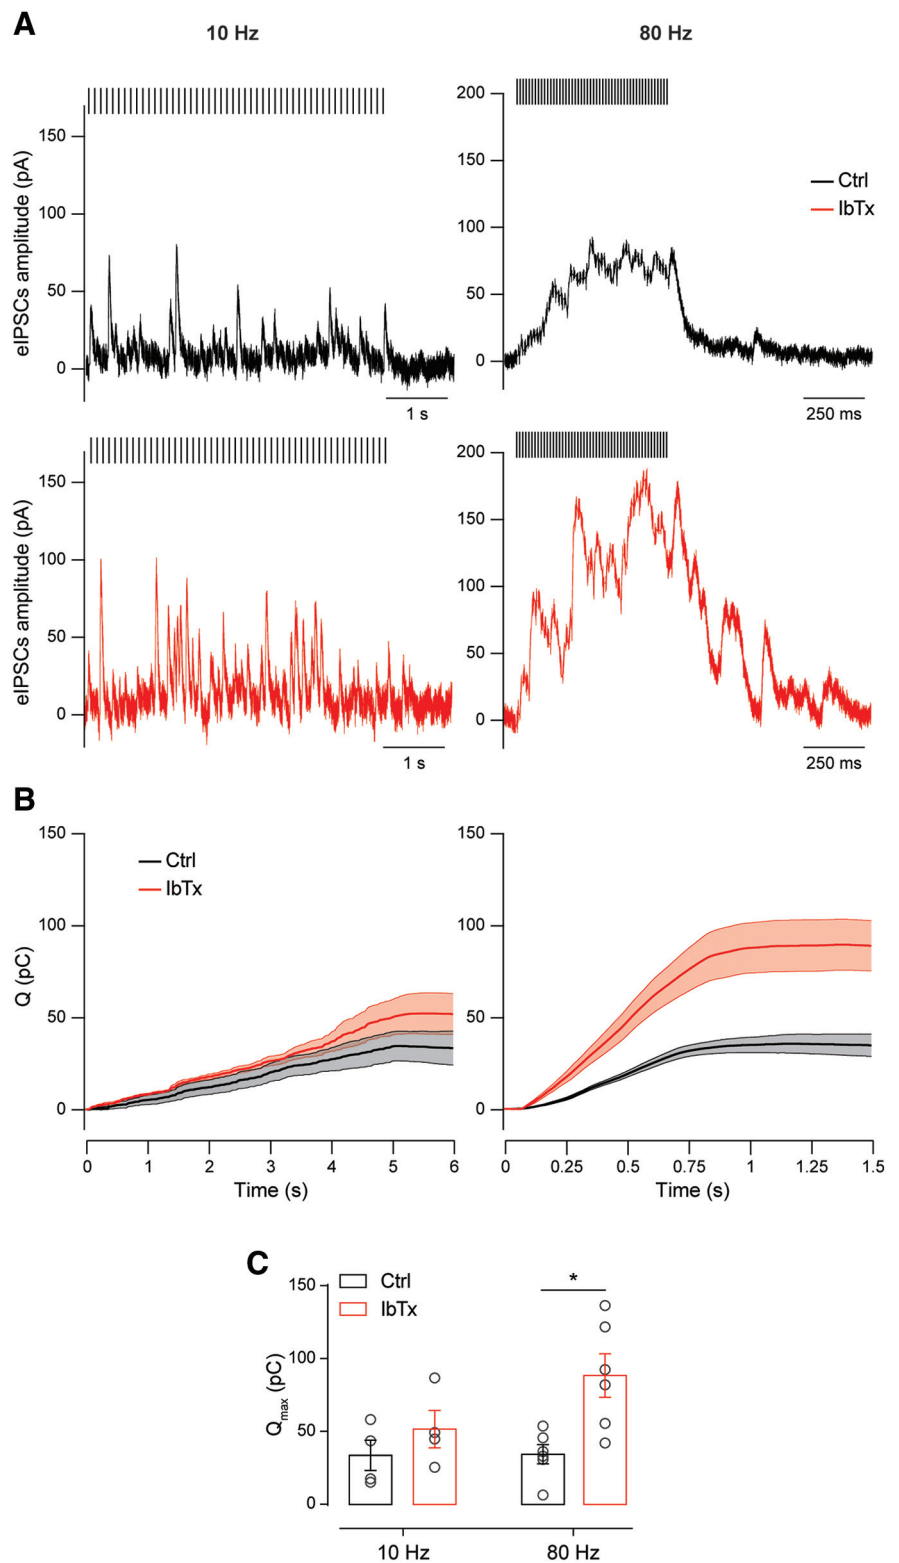 A
10 Hz
80 Hz
eIPSCs amplitude (pA)
150
100
50
0
1 s
200
150
100
50
0
Ctrl
IbTx
250 ms
eIPSCs amplitude (pA)
150
100
50
0
1 s
200
150
100
50
0
250 ms
B
Q (pC)
150
100
50
0
Ctrl
IbTx
0 1 2 3 4 5 6
Time (s)
150
100
50
0
0 0.25 0.5 0.75 1 1.25 1.5
Time (s)
C
Qmax (pC)
150
100
50
0
Ctrl
IbTx
*
10 Hz
80 Hz